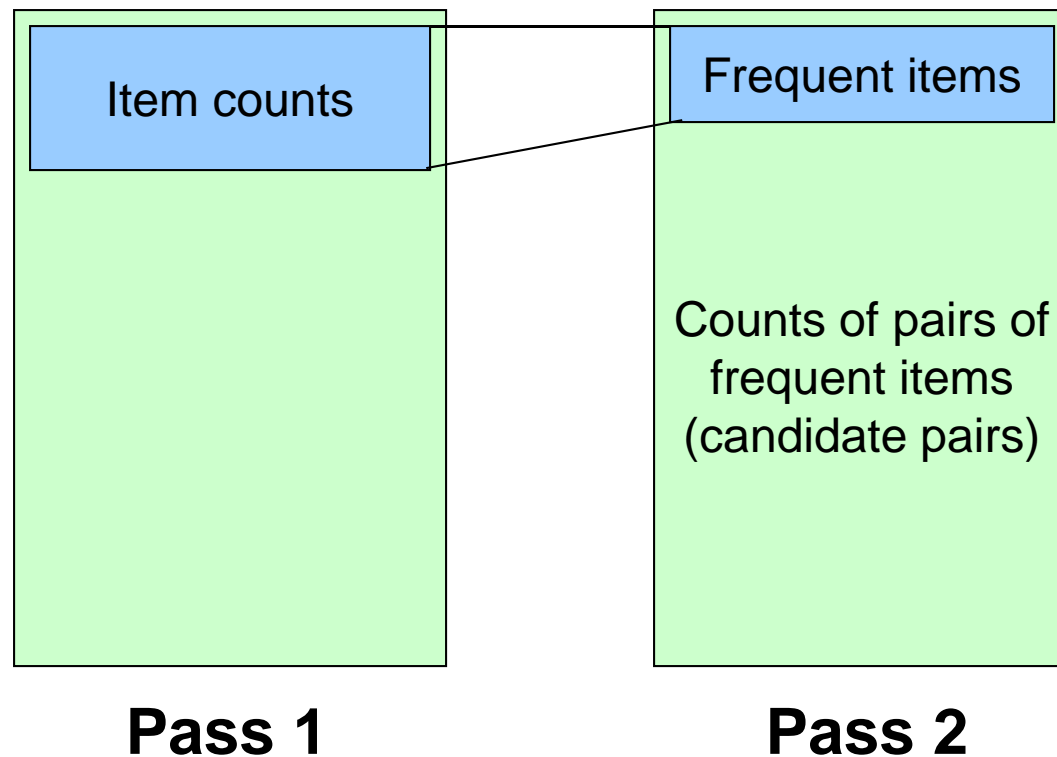 Item counts
Frequent items
Counts of pairs of
frequent items
(candidate pairs)
Pass 1
Pass 2